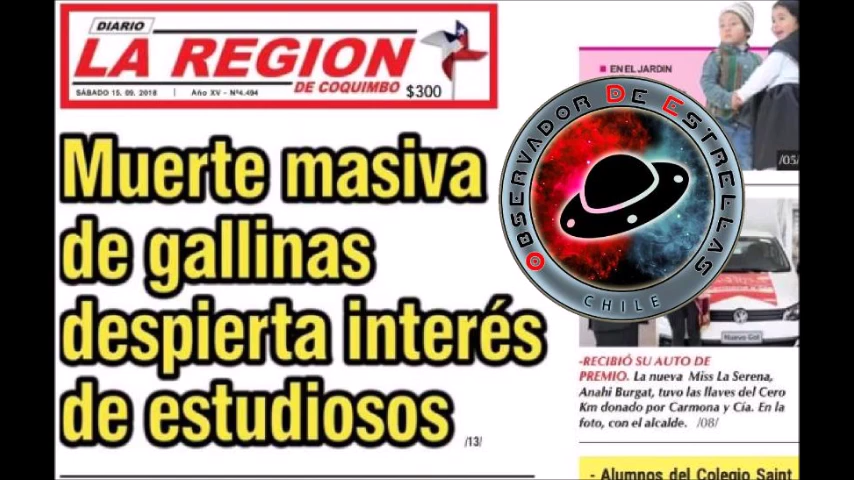 DIARIO
LA REGION
DE COQUIMBO
SÁBADO 15. 09. 2018 | Año XV - Nº4.494
$300
Muerte masiva
de gallinas
despierta interés
de estudiosos
/13/
EN EL JARDIN
/05/
OBSERVADOR DE ESTRELLAS
CHILE
Nuevo Gol
-RECIBIÓ SU AUTO DE
PREMIO. La nueva Miss La Serena,
Anahi Burgat, tuvo las llaves del Cero
Km donado por Carmona y Cía. En la
foto, con el alcalde. /08/
- Alumnos del Colegio Saint